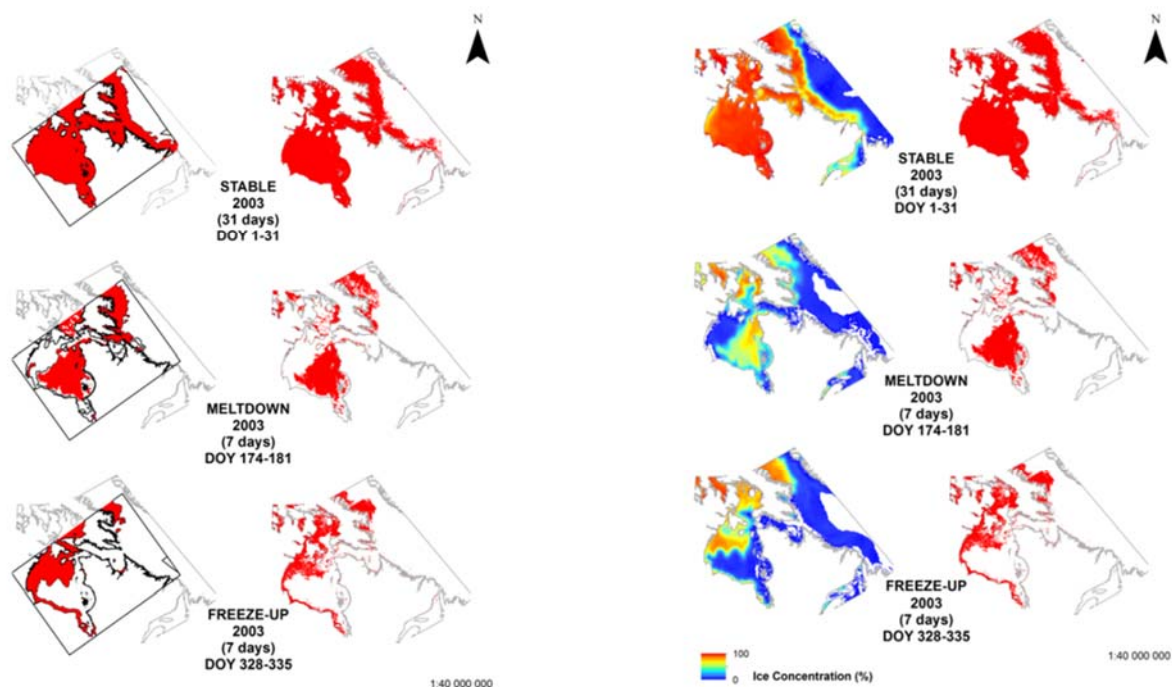 N
STABLE
2003
(31 days)
DOY 1-31
MELTDOWN
2003
(7 days)
DOY 174-181
FREEZE-UP
2003
(7 days)
DOY 328-335
1:40 000 000
N
STABLE
2003
(31 days)
DOY 1-31
MELTDOWN
2003
(7 days)
DOY 174-181
FREEZE-UP
2003
(7 days)
DOY 328-335
100
0 Ice Concentration (%)
1:40 000 000